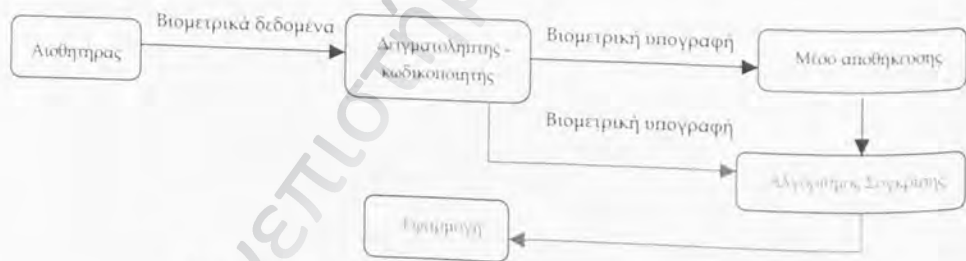 Αισθητήρας
Βιομετρικά δεδομένα
Δειγματολήπτης -
κωδικοποιητής
Βιομετρική υπογραφή
Μέσο αποθήκευσης
Βιομετρική υπογραφή
Αλγόριθμος Σύγκρισης
Εφαρμογή